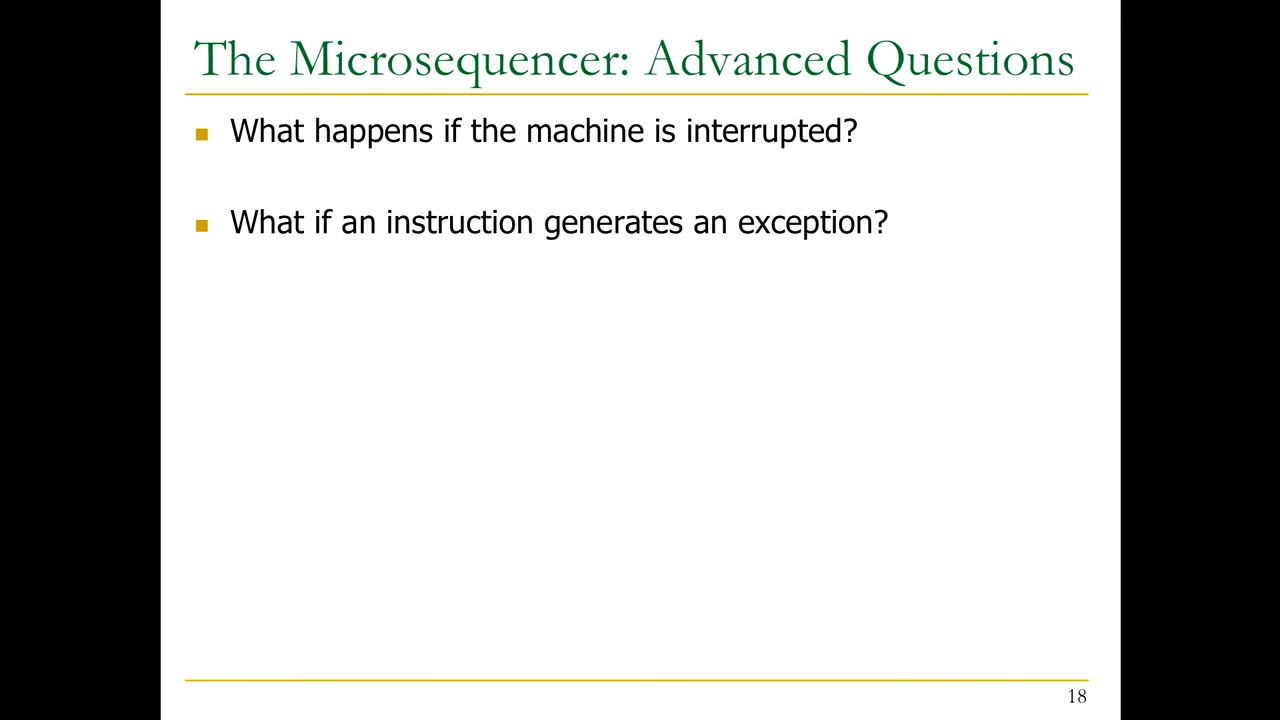 The Microsequencer: Advanced Questions
What happens if the machine is interrupted?
What if an instruction generates an exception?
18